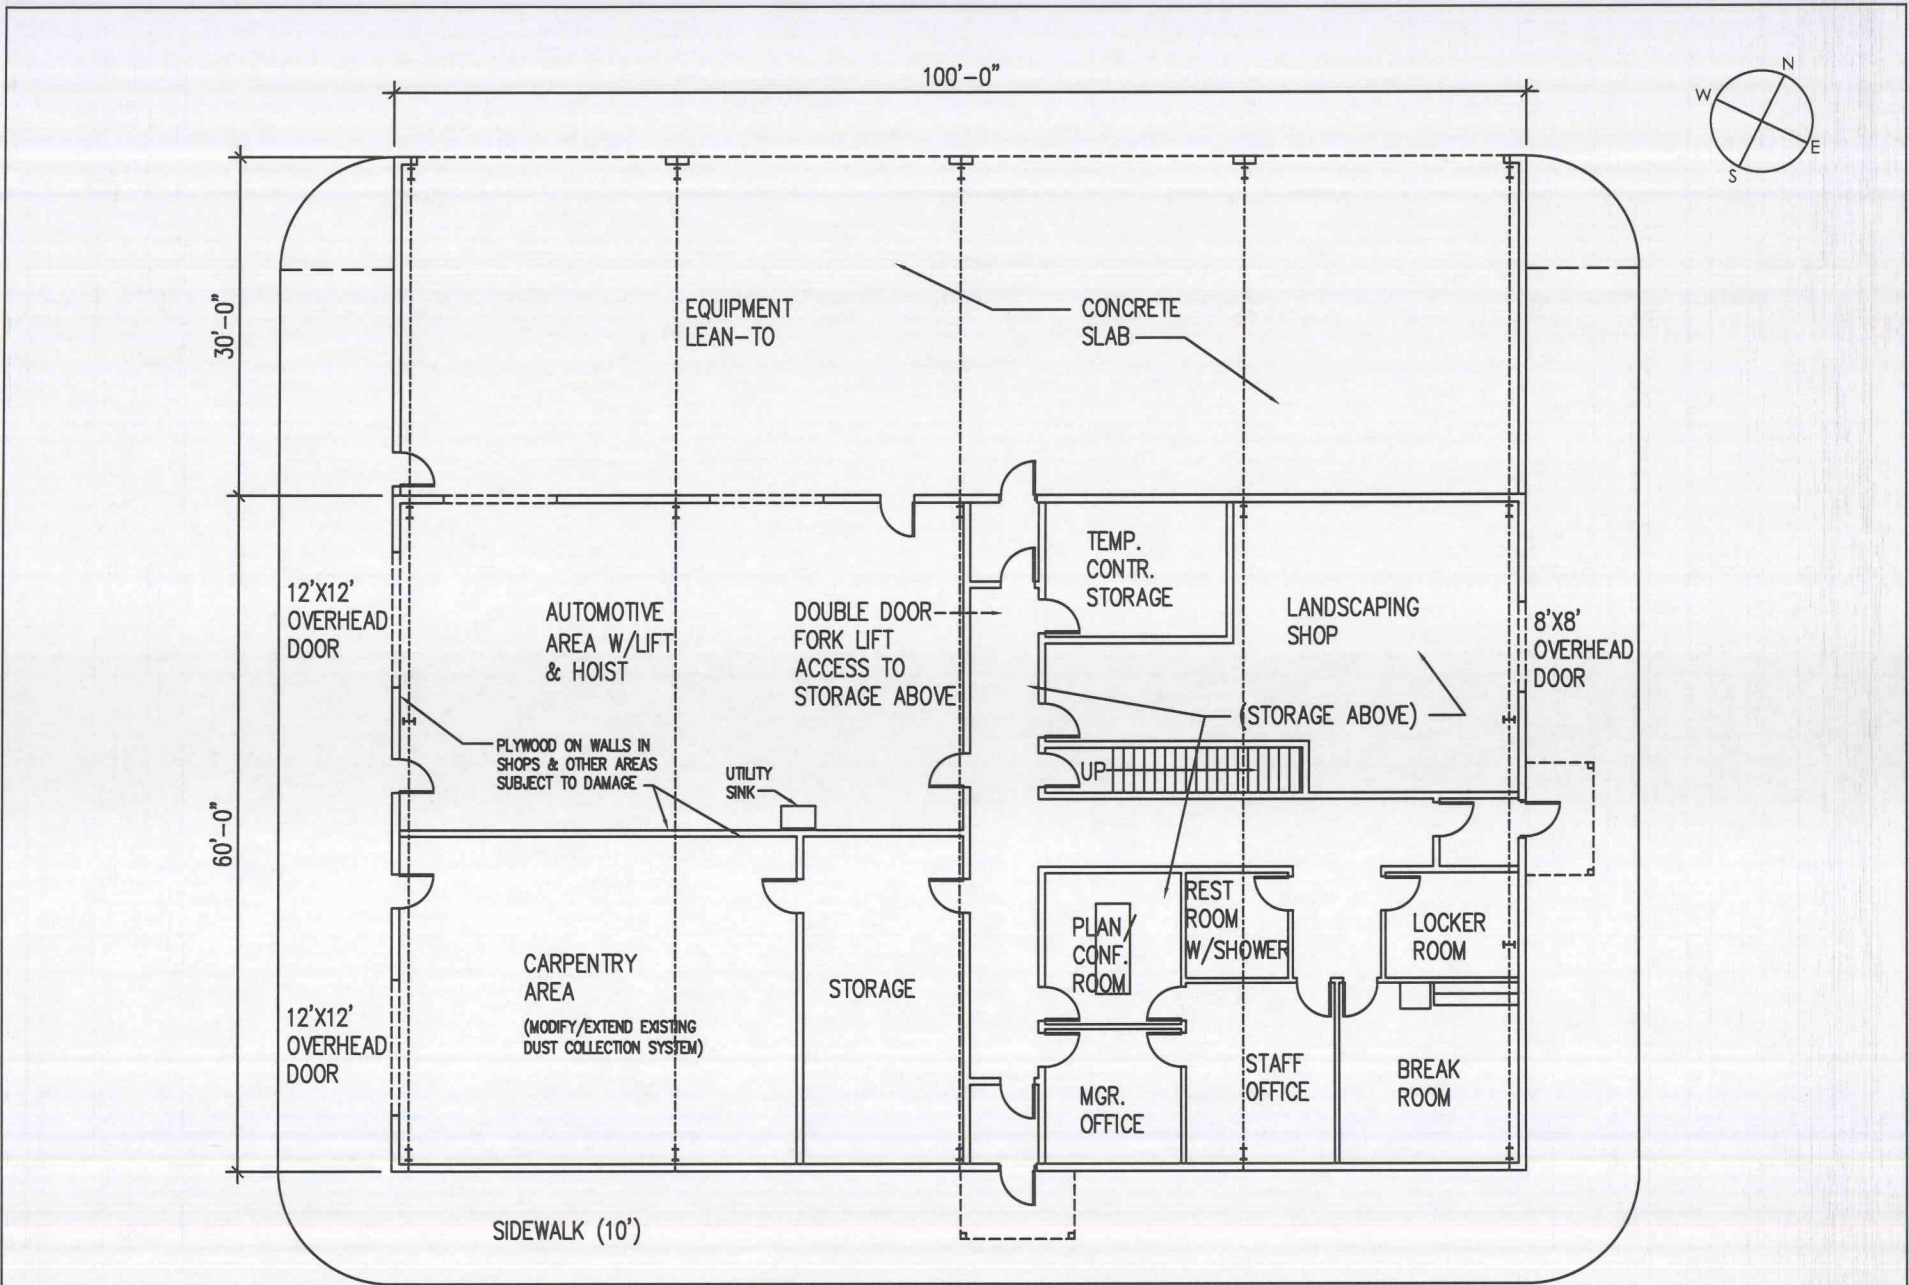 100'-0"
N
W
E
S
30'-0"
EQUIPMENT
LEAN-TO
CONCRETE
SLAB
12'X12'
OVERHEAD
DOOR
AUTOMOTIVE
AREA W/LIFT
& HOIST
DOUBLE DOOR
FORK LIFT
ACCESS TO
STORAGE ABOVE
TEMP.
CONTR.
STORAGE
LANDSCAPING
SHOP
8'X8'
OVERHEAD
DOOR
(STORAGE ABOVE)
PLYWOOD ON WALLS IN
SHOPS & OTHER AREAS
SUBJECT TO DAMAGE
UTILITY
SINK
UP
60'-0"
REST
ROOM
W/SHOWER
PLAN/
CONF.
ROOM
LOCKER
ROOM
CARPENTRY
AREA
(MODIFY/EXTEND EXISTING
DUST COLLECTION SYSTEM)
STORAGE
12'X12'
OVERHEAD
DOOR
MGR.
OFFICE
STAFF
OFFICE
BREAK
ROOM
SIDEWALK (10')